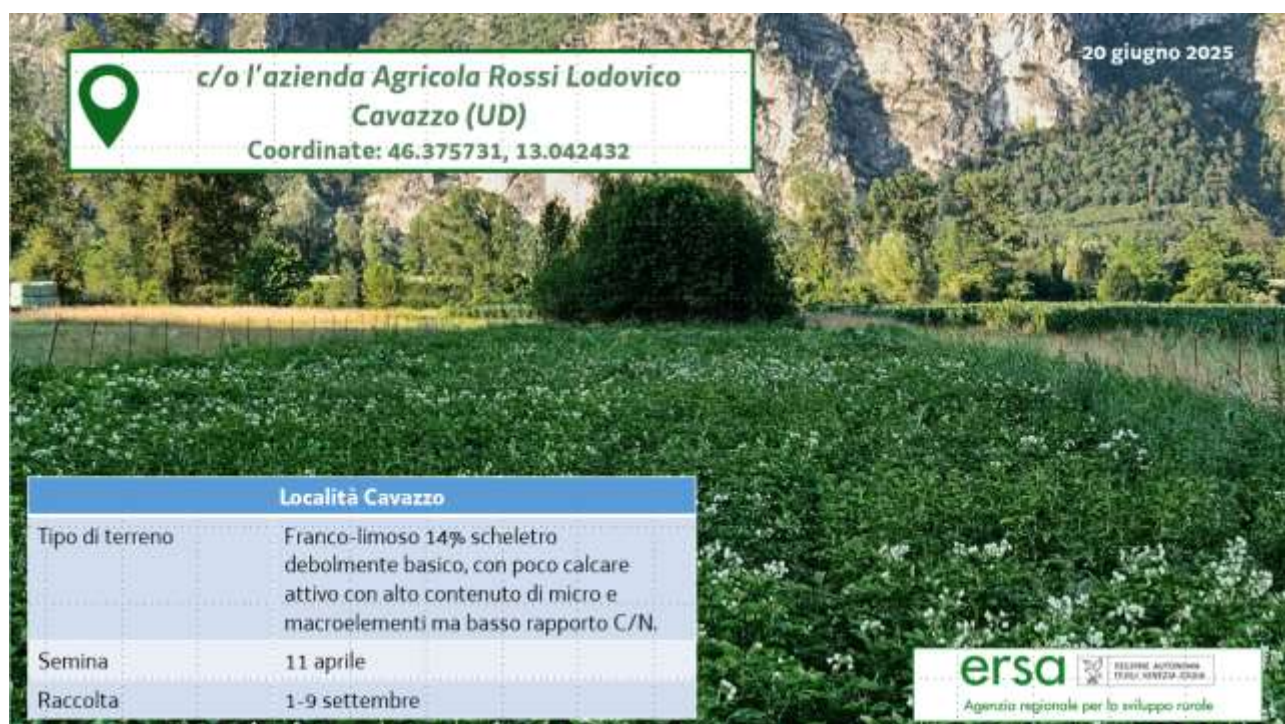 20 giugno 2025
c/o l'azienda Agricola Rossi Lodovico
Cavazzo (UD)
Coordinate: 46.375731, 13.042432
Località Cavazzo
Tipo di terreno Franco-limoso 14% scheletro
debolmente basico, con poco calcare
attivo con alto contenuto di micro e
macroelementi ma basso rapporto C/N.
Semina 11 aprile
Raccolta 1-9 settembre
ersa REGIONE AUTONOMA
FRIULI VENEZIA GIULIA
Agenzia regionale per lo sviluppo rurale